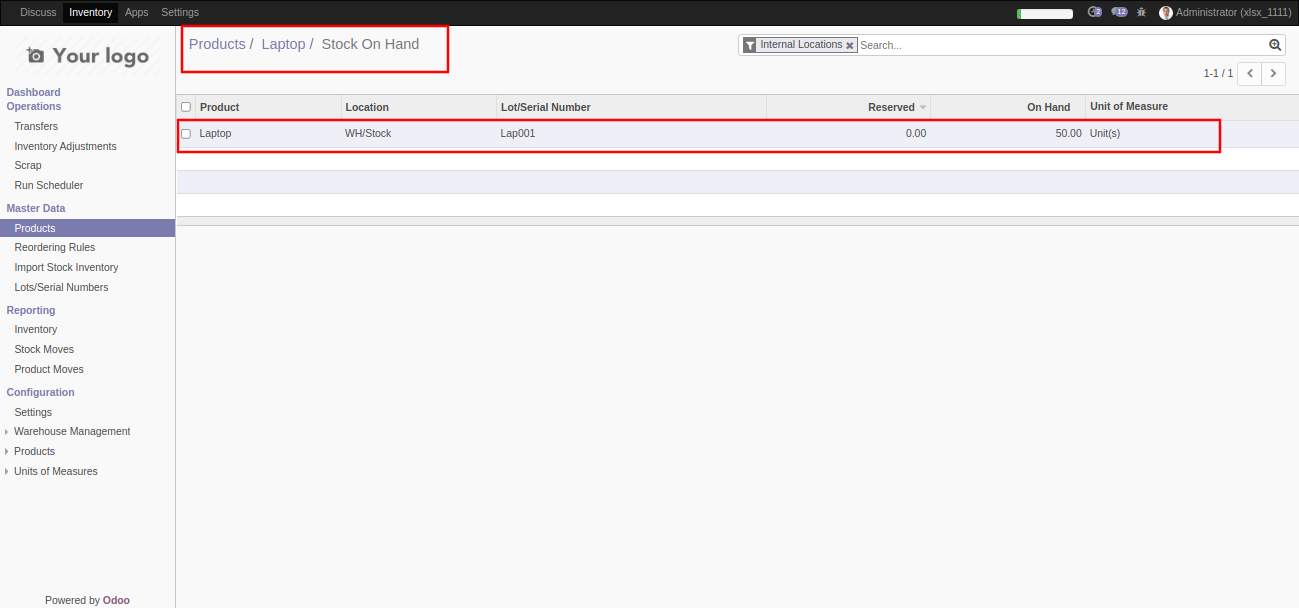 Discuss Inventory Apps Settings 2 12 Administrator (xlsx_1111)
Your logo
Products / Laptop / Stock On Hand
Internal Locations Search...
1-1 / 1
Dashboard
Operations
Transfers
Inventory Adjustments
Scrap
Run Scheduler
Master Data
Products
Reordering Rules
Import Stock Inventory
Lots/Serial Numbers
Reporting
Inventory
Stock Moves
Product Moves
Configuration
Settings
Warehouse Management
Products
Units of Measures
Powered by Odoo
Product Location Lot/Serial Number Reserved On Hand Unit of Measure
Laptop WH/Stock Lap001 0.00 50.00 Unit(s)